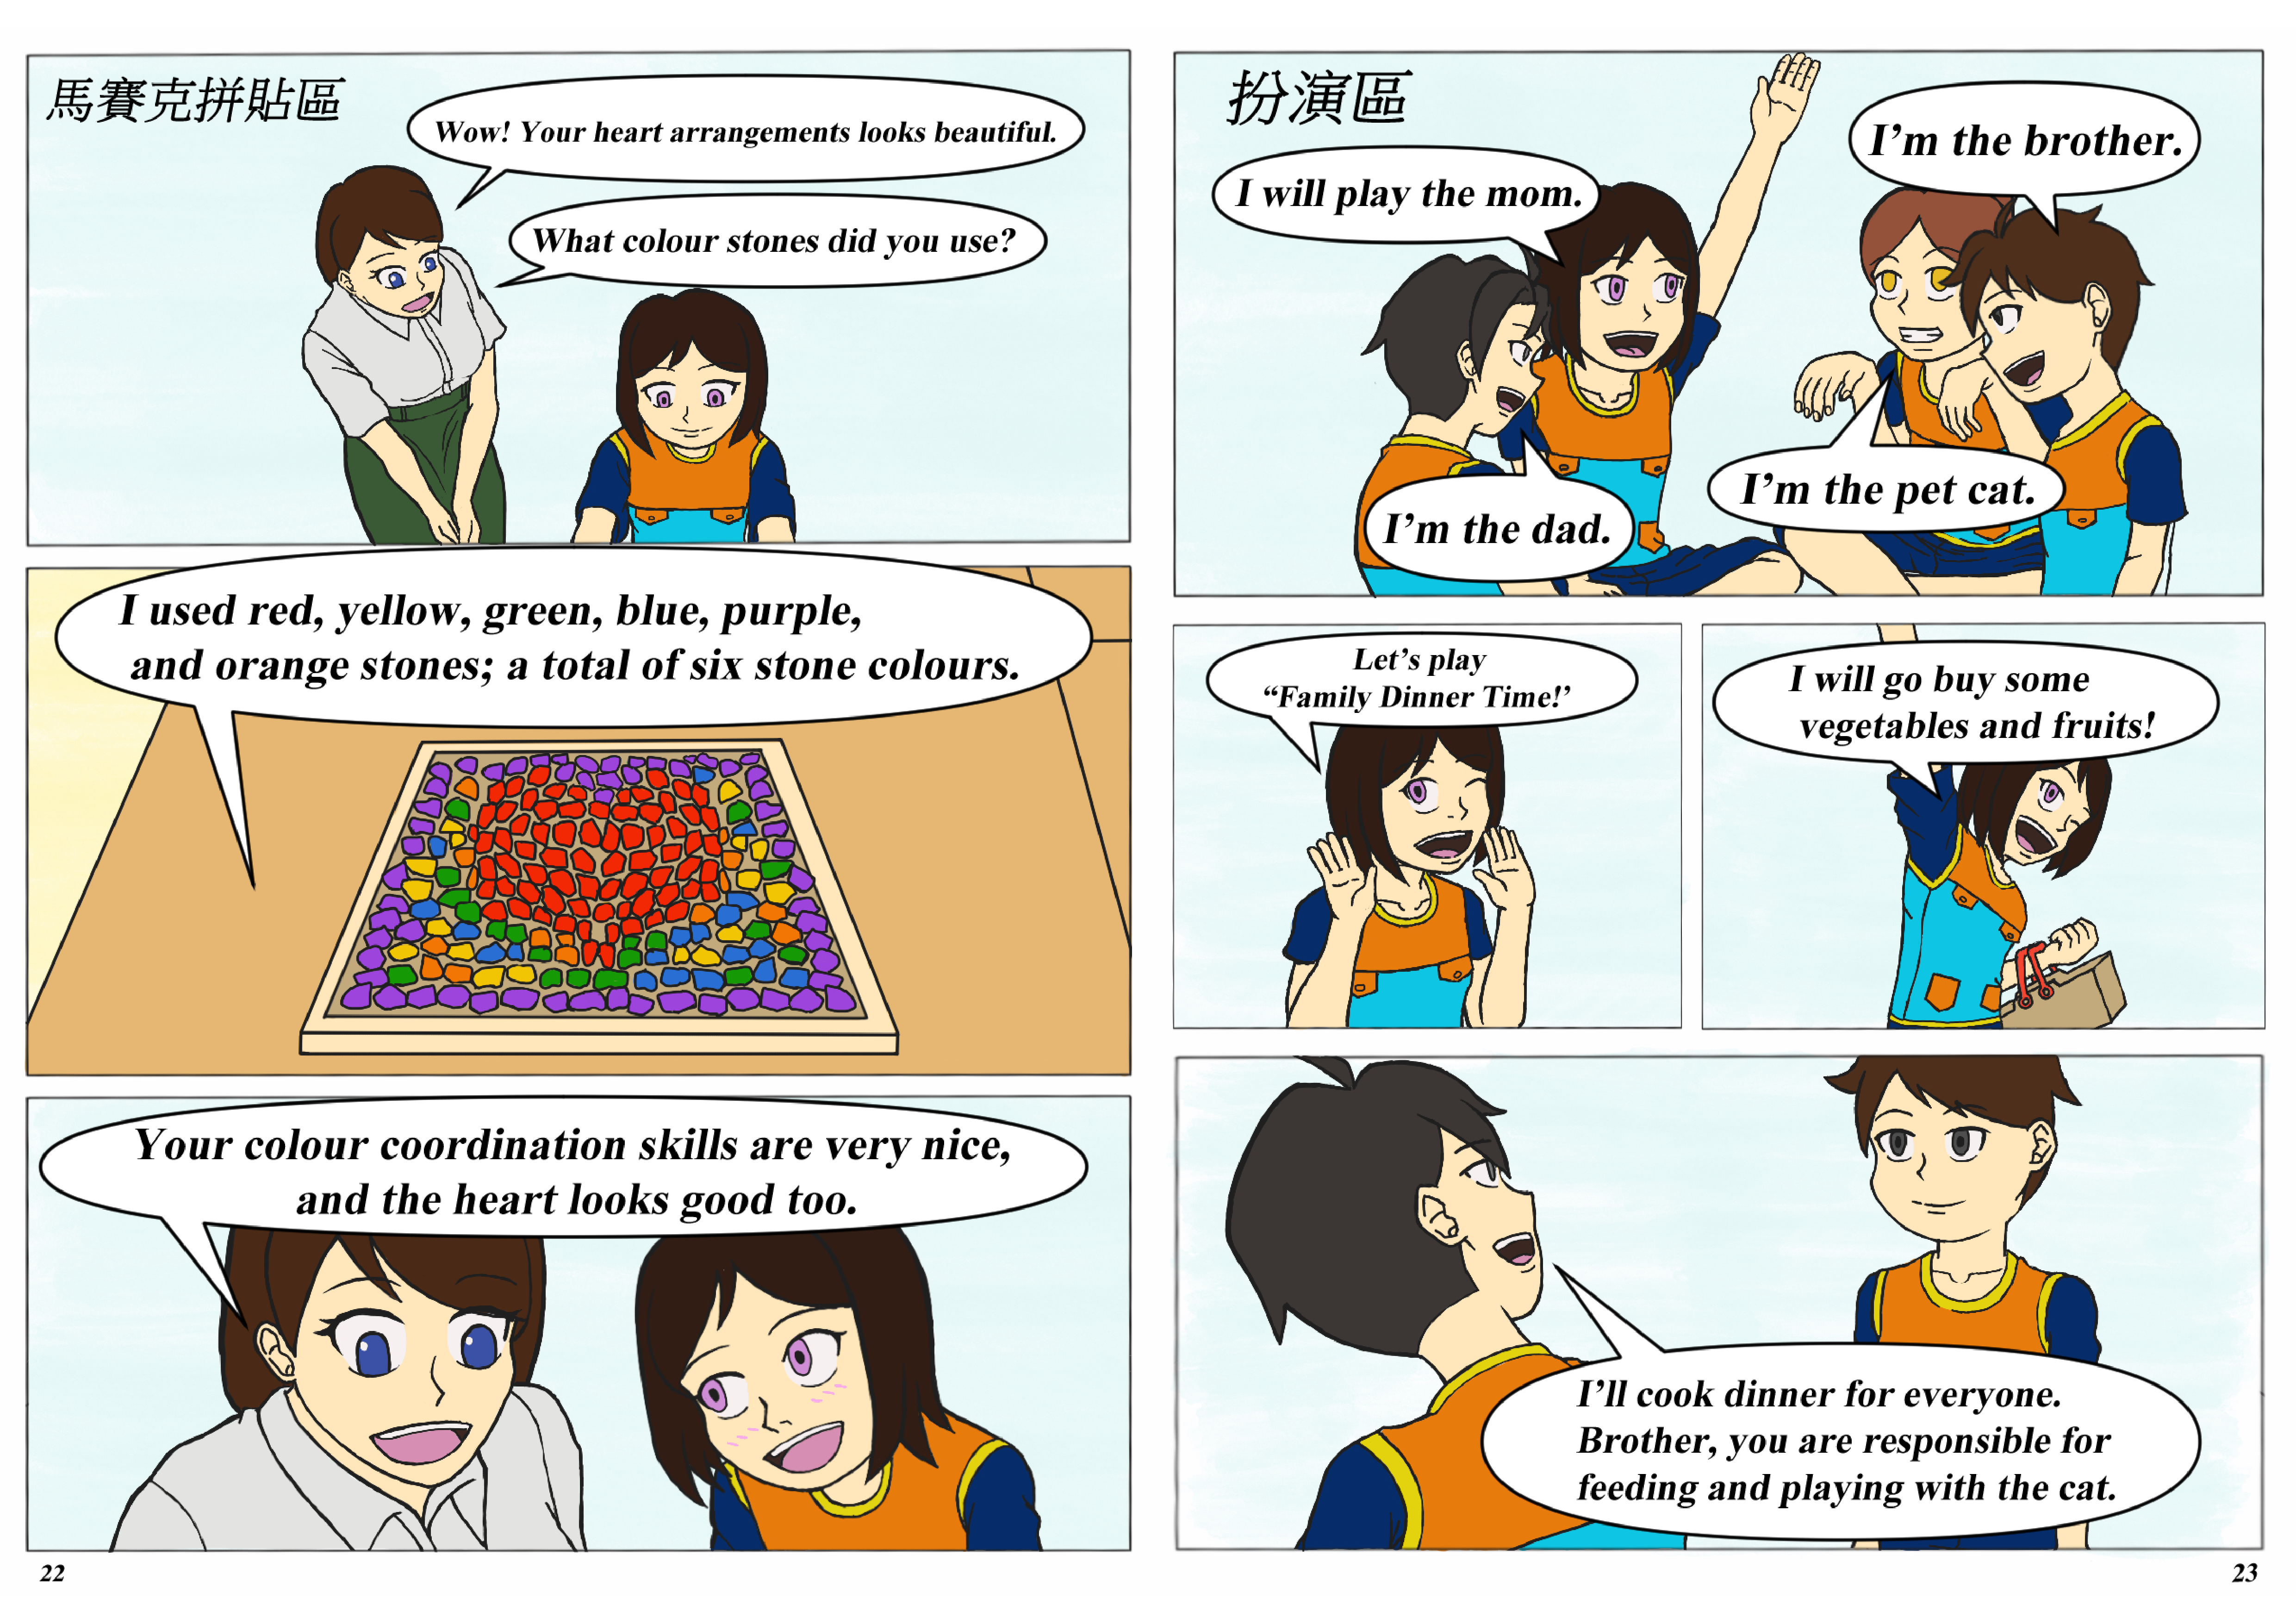 馬賽克拼貼區
Wow! Your heart arrangements looks beautiful.
What colour stones did you use?
I used red, yellow, green, blue, purple,
and orange stones; a total of six stone colours.
Your colour coordination skills are very nice,
and the heart looks good too.
22
扮演區
I will play the mom.
I'm the brother.
I'm the dad.
I'm the pet cat.
Let's play
“Family Dinner Time!’
I will go buy some
vegetables and fruits!
I'll cook dinner for everyone.
Brother, you are responsible for
feeding and playing with the cat.
23